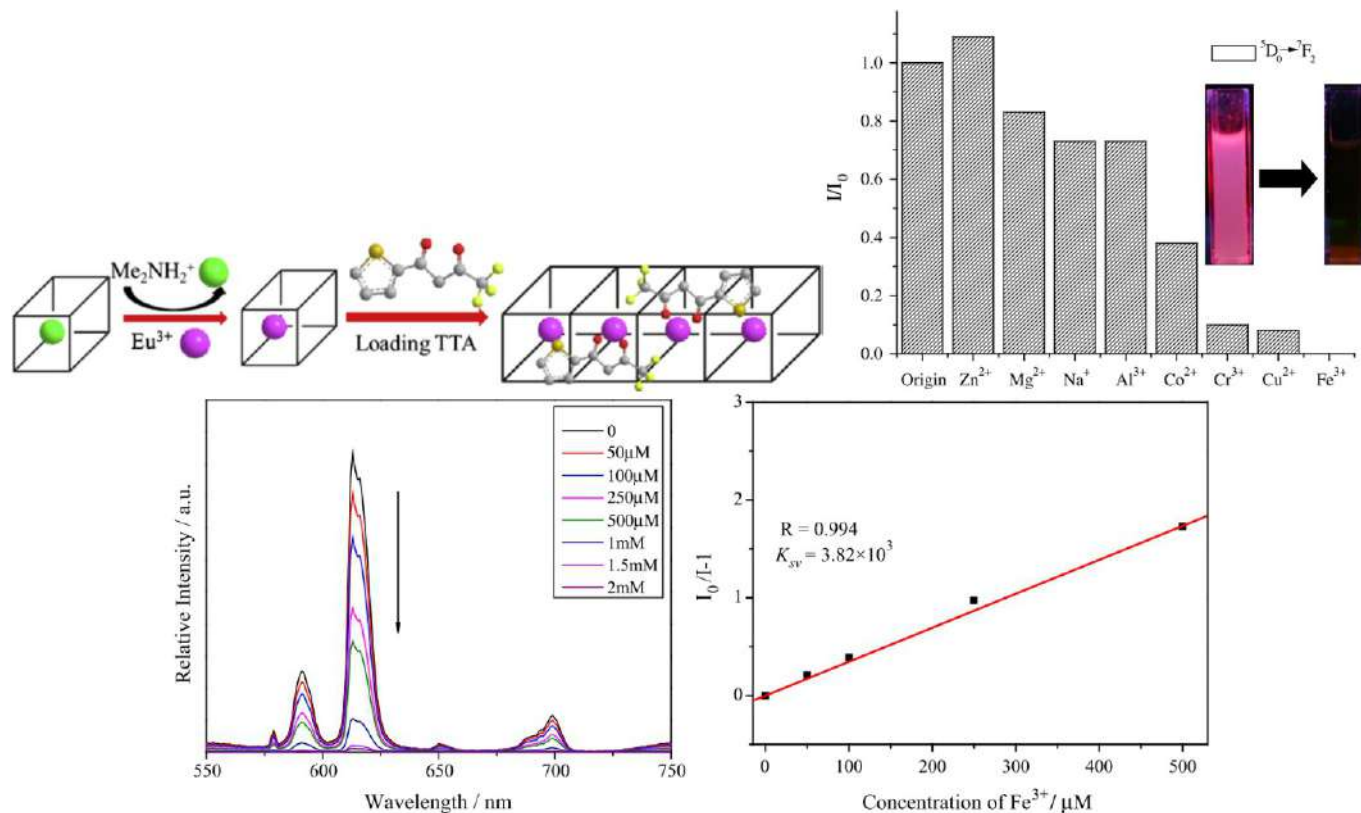 Me₂NH₂⁺
Eu³⁺
Loading TTA
⁵D₀→⁷F₂
I/I₀
1.0
0.8
0.6
0.4
0.2
0.0
Origin Zn²⁺ Mg²⁺ Na⁺ Al³⁺ Co²⁺ Cr³⁺ Cu²⁺ Fe³⁺
Relative Intensity / a.u.
0
50μM
100μM
250μM
500μM
1mM
1.5mM
2mM
550 600 650 700 750
Wavelength / nm
I₀/I-1
3
2
1
0
R = 0.994
Kₛᵥ = 3.82×10³
0 100 200 300 400 500
Concentration of Fe³⁺/ μM